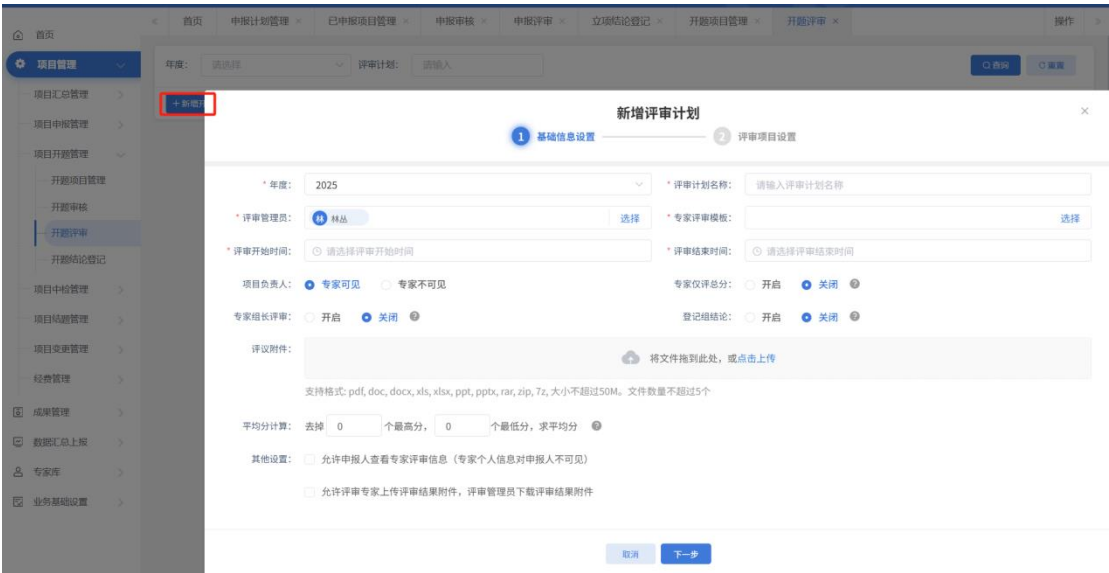 首页 申报计划管理 × 已申报项目管理 × 申报审核 × 申报评审 × 立项结论登记 × 开题项目管理 × 开题评审 × 操作
首页
项目管理
项目汇总管理
项目申报管理
项目开题管理
开题项目管理
开题审核
开题评审
开题结论登记
项目中检管理
项目结题管理
项目变更管理
经费管理
成果管理
数据汇总上报
专家库
业务基础设置
年度: 请选择 评审计划: 请输入 查询 重置
+ 新增开
新增评审计划
1 基础信息设置 2 评审项目设置
* 年度: 2025 * 评审计划名称: 请输入评审计划名称
* 评审管理员: 林 林丛 选择 * 专家评审模板: 选择
* 评审开始时间: 请选择评审开始时间 * 评审结束时间: 请选择评审结束时间
项目负责人: 专家可见 专家不可见 专家仅评总分: 开启 关闭
专家组长评审: 开启 关闭 登记组结论: 开启 关闭
评议附件: 将文件拖到此处，或点击上传
支持格式: pdf, doc, docx, xls, xlsx, ppt, pptx, rar, zip, 7z, 大小不超过50M。文件数量不超过5个
平均分计算: 去掉 0 个最高分， 0 个最低分，求平均分
其他设置: 允许申报人查看专家评审信息（专家个人信息对申报人不可见）
允许评审专家上传评审结果附件，评审管理员下载评审结果附件
取消 下一步